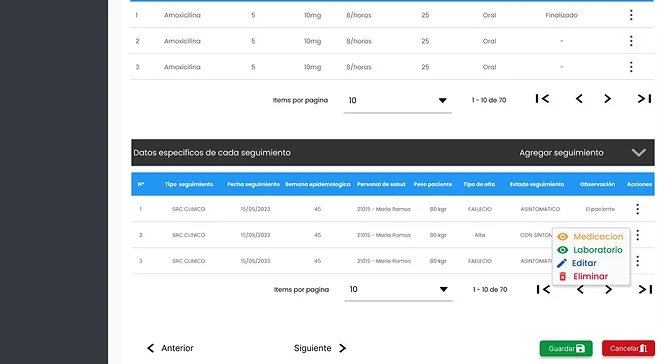 1 Amoxicilina 5 10mg 8/horas 25 Oral Finalizado
2 Amoxicilina 5 10mg 8/horas 25 Oral -
3 Amoxicilina 5 10mg 8/horas 25 Oral -
Items por pagina 10 1 - 10 de 70
Datos específicos de cada seguimiento Agregar seguimiento
Nº Tipo seguimiento Fecha seguimiento Semana epidemologica Personal de salud Peso paciente Tipo de alta Estado seguimiento Observación Acciones
1 SRC CLINICO 15/05/2023 45 21015 - Mario Ramos 80 kgr FALLECIO ASINTOMATICO El paciente
2 SRC CLINICO 15/05/2023 45 21015 - Mario Ramos 80 kgr Alta CON SINTOM
3 SRC CLINICO 15/05/2023 45 21015 - Mario Ramos 80 kgr FALLECIO ASINTOMATICO
Medicacion
Laboratorio
Editar
Eliminar
Items por pagina 10 1 - 10 de 70
Anterior Siguiente
Guardar Cancelar